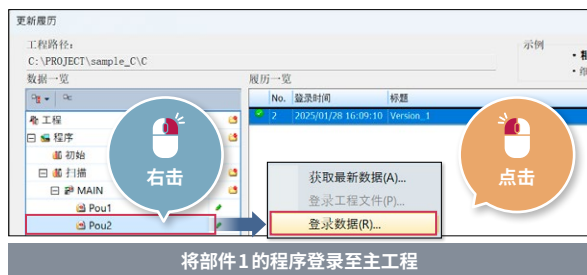 更新履历
工程路径:
C:\PROJECT\sample_C\C
示例
数据一览
履历一览
No. 登录时间 标题
2 2025/01/28 16:09:10 Version_1
工程
程序
初始
扫描
MAIN
Pou1
Pou2
右击
点击
获取最新数据(A)...
登录工程文件(P)...
登录数据(R)...
将部件1的程序登录至主工程